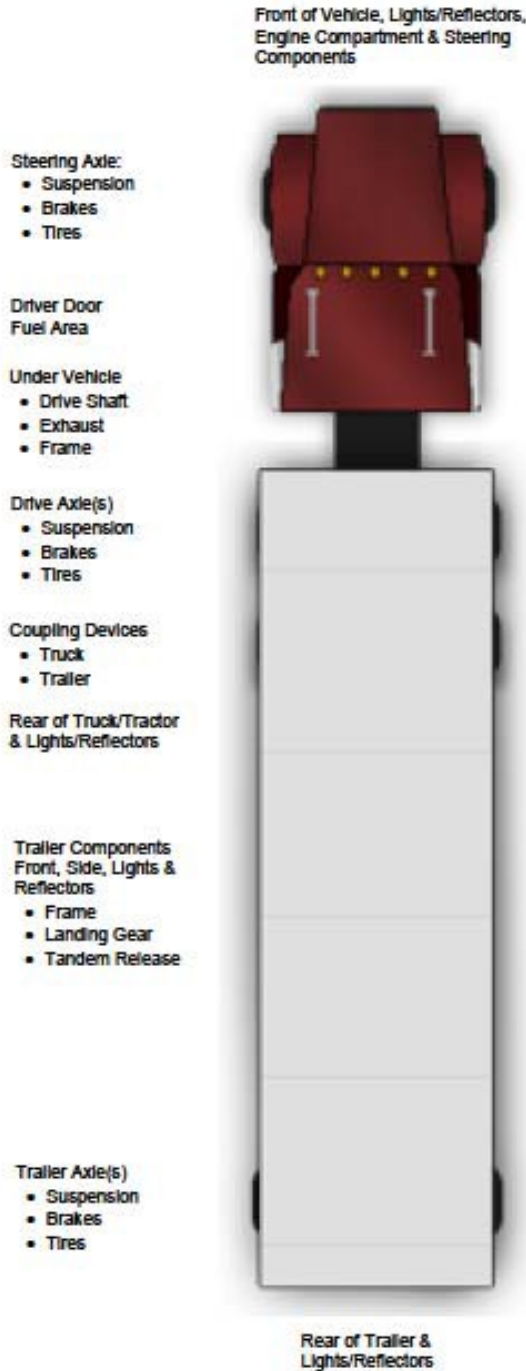 Front of Vehicle, Lights/Reflectors,
Engine Compartment & Steering
Components
Steering Axle:
• Suspension
• Brakes
• Tires
Driver Door
Fuel Area
Under Vehicle
• Drive Shaft
• Exhaust
• Frame
Drive Axle(s)
• Suspension
• Brakes
• Tires
Coupling Devices
• Truck
• Trailer
Rear of Truck/Tractor
& Lights/Reflectors
Trailer Components
Front, Side, Lights &
Reflectors
• Frame
• Landing Gear
• Tandem Release
Trailer Axle(s)
• Suspension
• Brakes
• Tires
Rear of Trailer &
Lights/Reflectors